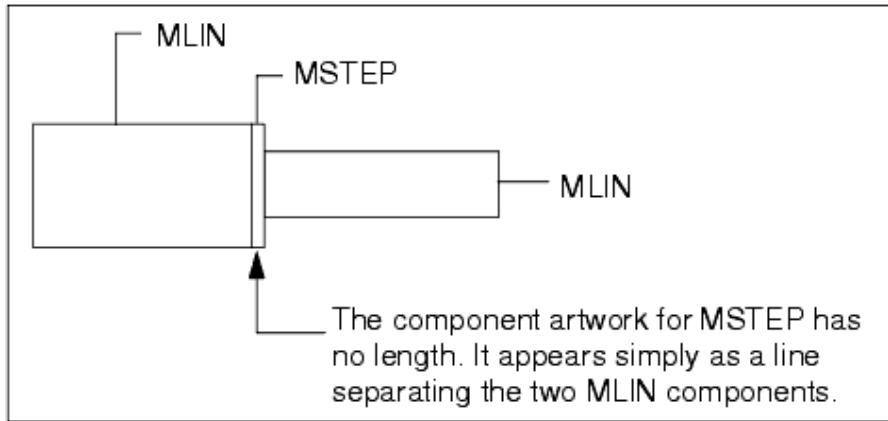 MLIN
MSTEP
MLIN
The component artwork for MSTEP has
no length. It appears simply as a line
separating the two MLIN components.